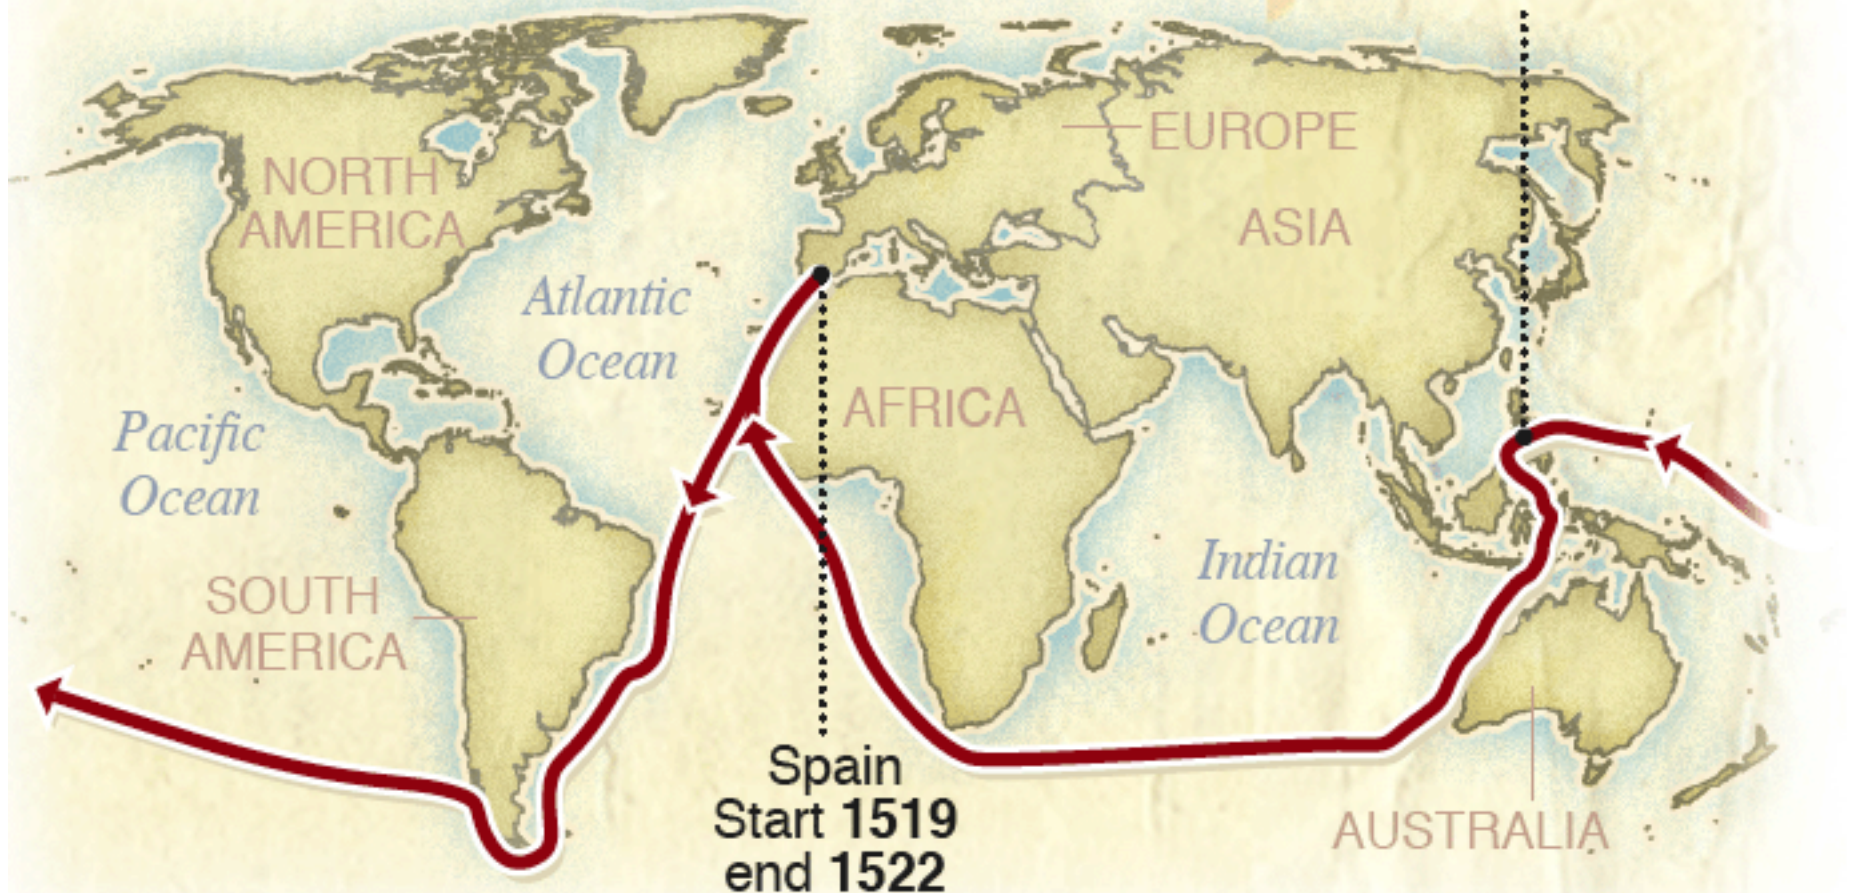 EUROPE
NORTH
AMERICA
ASIA
Atlantic
Ocean
AFRICA
Pacific
Ocean
Indian
Ocean
SOUTH
AMERICA
Spain
Start 1519
end 1522
AUSTRALIA